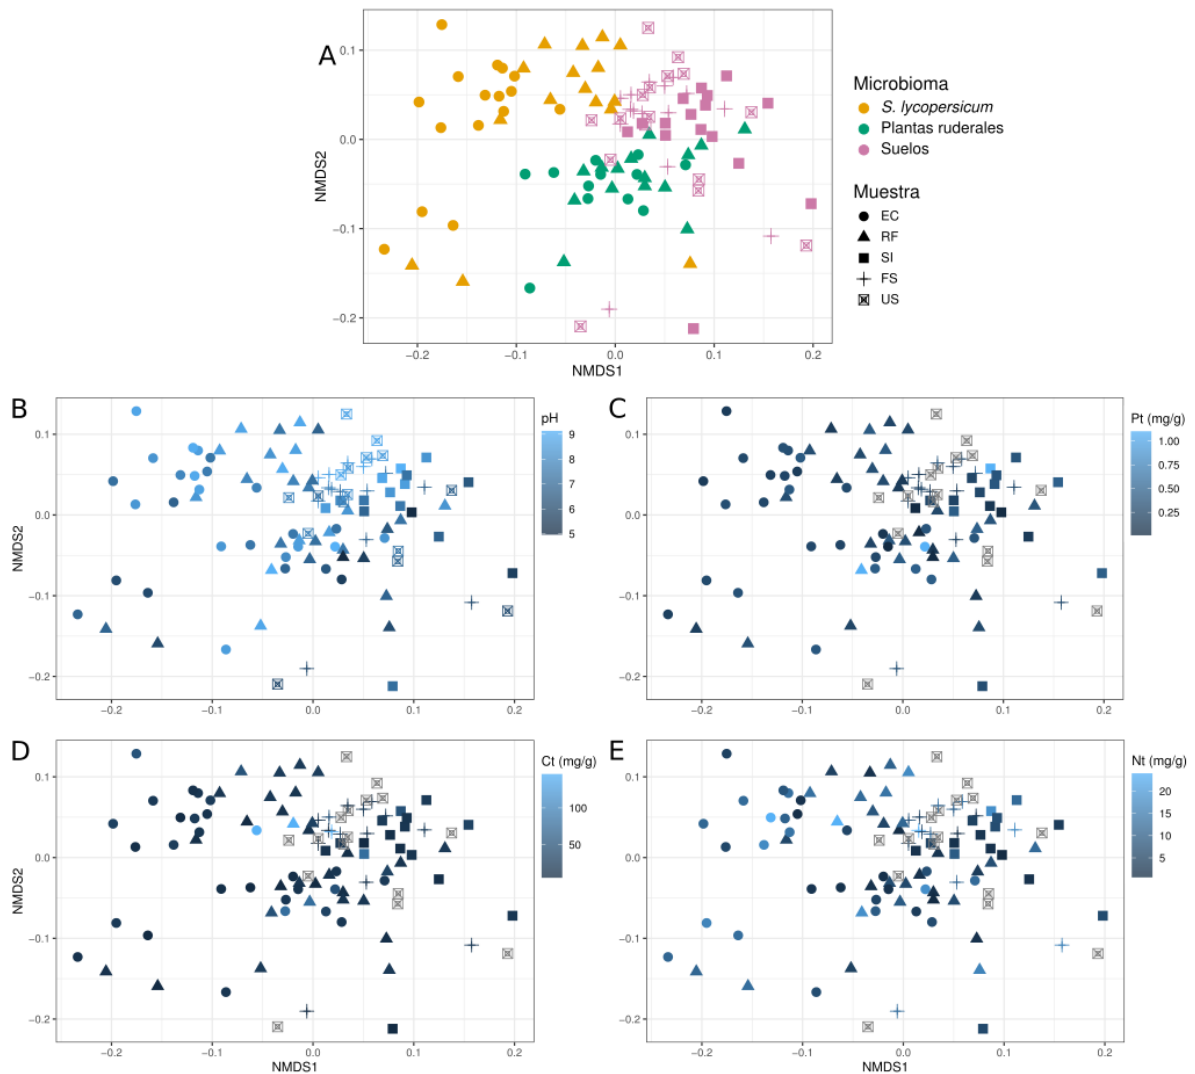 A
0.1
0.0
−0.1
−0.2
NMDS2
−0.2
−0.1
0.0
0.1
0.2
NMDS1
Microbioma
S. lycopersicum
Plantas ruderales
Suelos
Muestra
EC
RF
SI
FS
US
B
0.1
0.0
−0.1
−0.2
NMDS2
−0.2
−0.1
0.0
0.1
0.2
pH
9
8
7
6
5
C
0.1
0.0
−0.1
−0.2
−0.2
−0.1
0.0
0.1
0.2
Pt (mg/g)
1.00
0.75
0.50
0.25
D
0.1
0.0
−0.1
−0.2
NMDS2
−0.2
−0.1
0.0
0.1
0.2
NMDS1
Ct (mg/g)
100
50
E
0.1
0.0
−0.1
−0.2
−0.2
−0.1
0.0
0.1
0.2
NMDS1
Nt (mg/g)
20
15
10
5